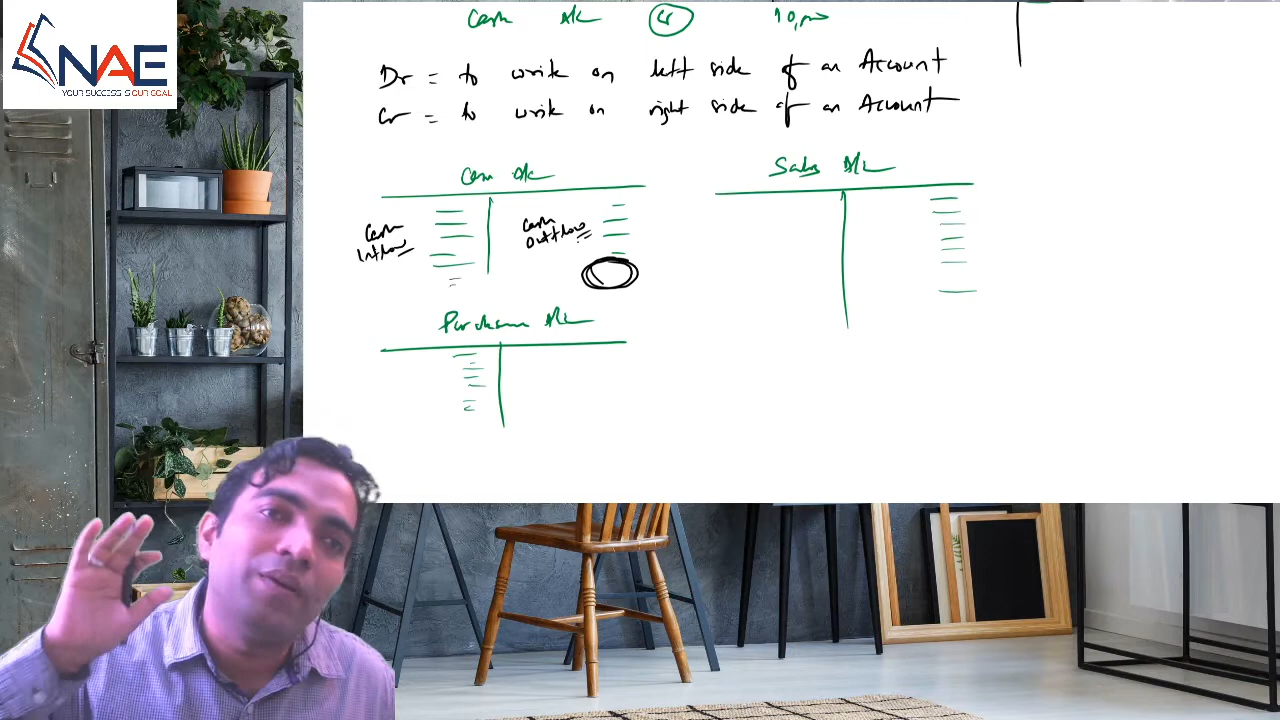 NAE
YOUR SUCCESS IS OUR GOAL
Cash A/c Cr 10,000
Dr = to write on left side of an Account
Cr = to write on right side of an Account
Cash A/c
Sales A/c
Cash
Inflow
Cash
Outflow
Purchase A/c